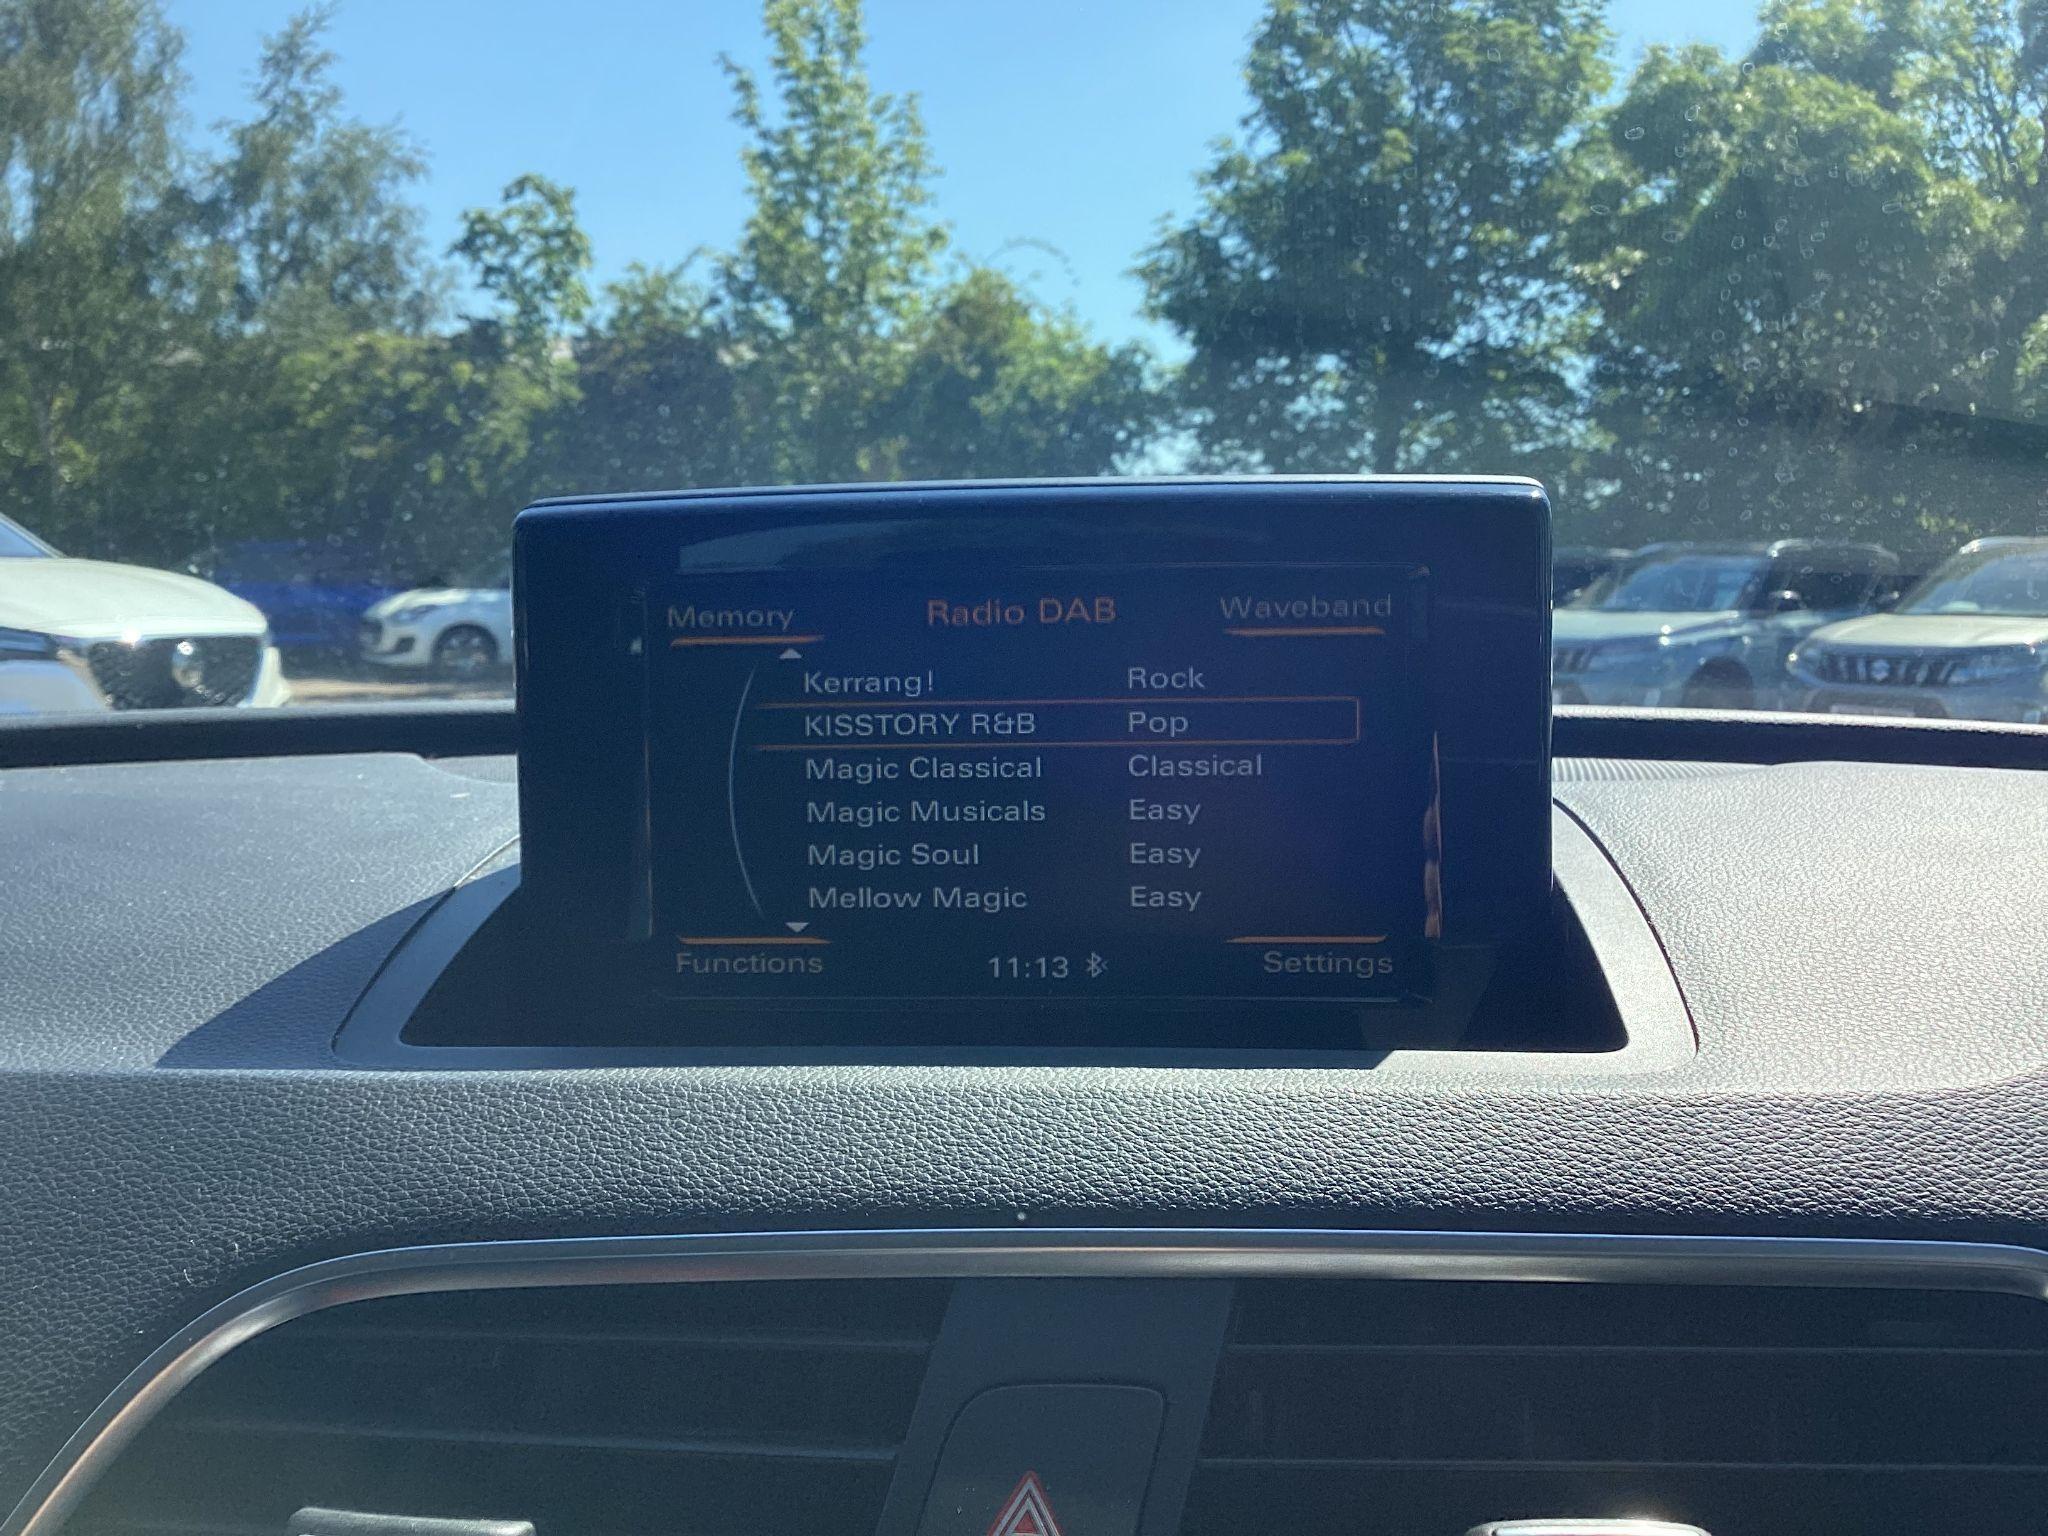 Memory Radio DAB Waveband
Kerrang! Rock
KISSTORY R&B Pop
Magic Classical Classical
Magic Musicals Easy
Magic Soul Easy
Mellow Magic Easy
Functions 11:13 Settings